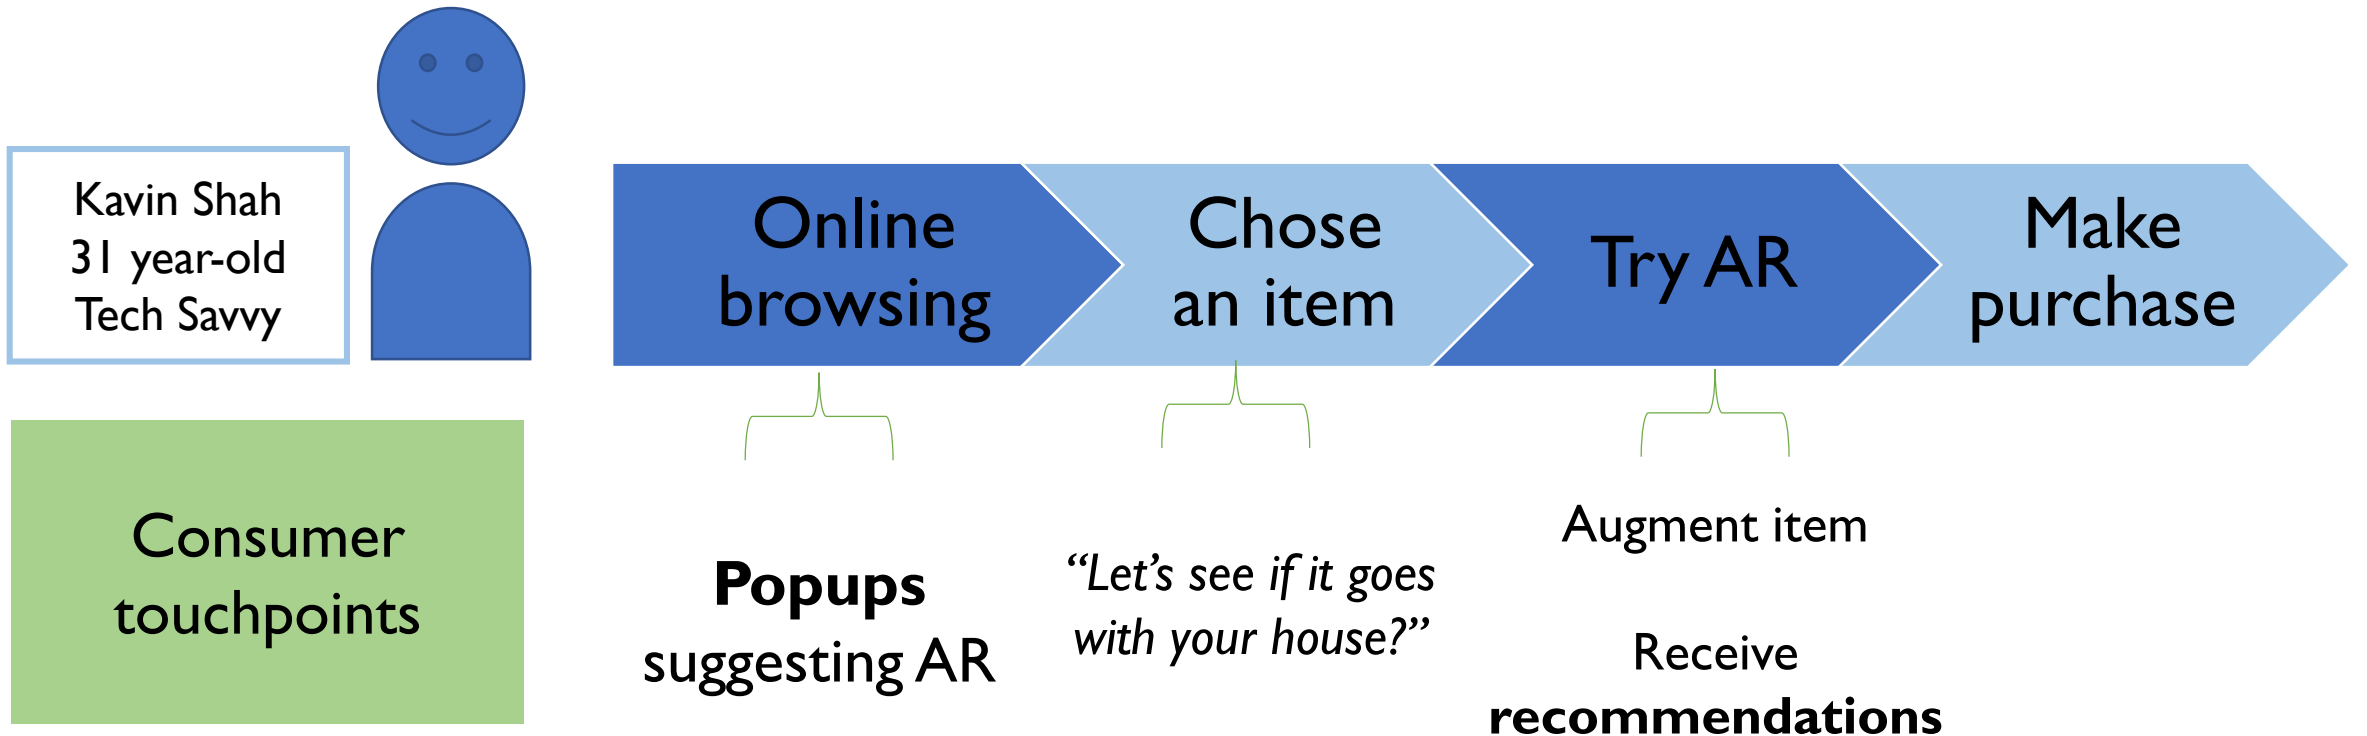 Kavin Shah
31 year-old
Tech Savvy
Online
browsing
Chose
an item
Try AR
Make
purchase
Consumer
touchpoints
Popups
suggesting AR
“Let’s see if it goes
with your house?”
Augment item
Receive
recommendations